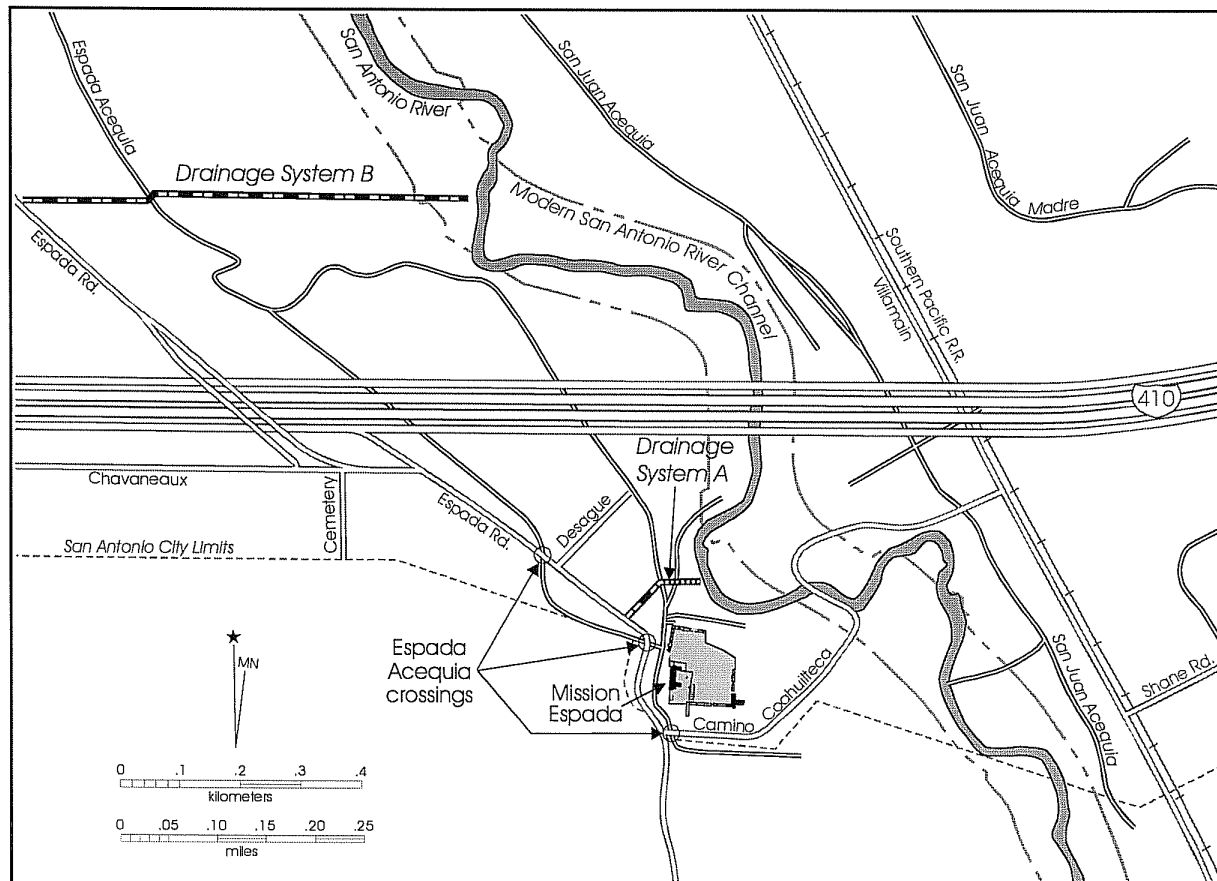 Espada Acequia
San Antonio River
San Juan Acequia
San Juan Acequia Madre
Drainage System B
Modern San Antonio River Channel
Southern Pacific R.R.
Villamain
Espada Rd.
410
Drainage
System A
Chavaneaux
Cemetery
Espada Rd.
Desague
San Antonio City Limits
Espada
Acequia
crossings
Mission
Espada
Camino Coahuilteca
San Juan Acequia
Shane Rd.
MN
0 .1 .2 .3 .4
kilometers
0 .05 .10 .15 .20 .25
miles